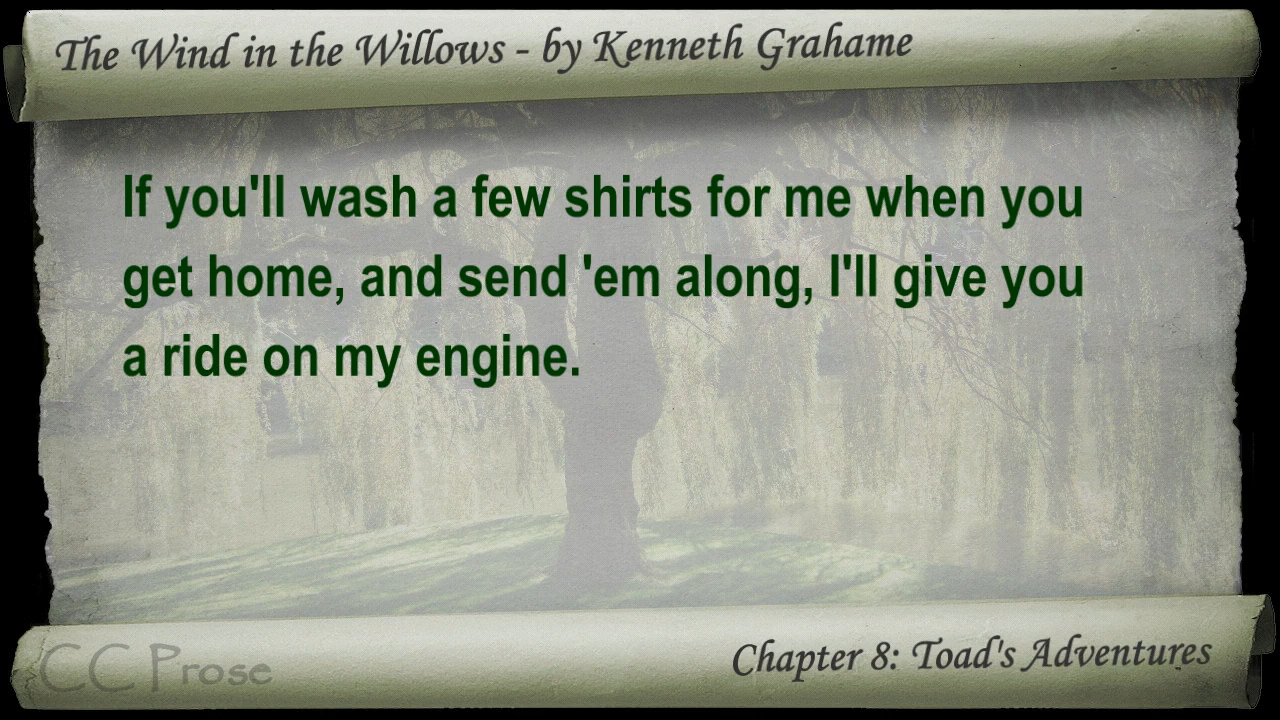 The Wind in the Willows - by Kenneth Grahame
If you'll wash a few shirts for me when you
get home, and send 'em along, I'll give you
a ride on my engine.
CC Prose
Chapter 8: Toad's Adventures